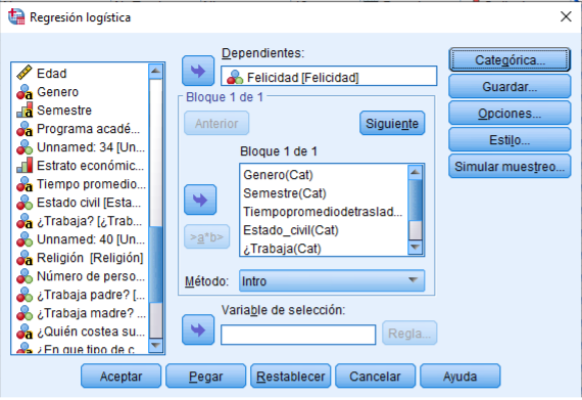 Regresión logística
Edad
Genero
Semestre
Programa acadé...
Unnamed: 34 [Un...
Estrato económic...
Tiempo promedio...
Estado civil [Esta...
¿Trabaja? [¿Trab...
Unnamed: 40 [Un...
Religión [Religión]
Número de perso...
¿Trabaja padre? [...
¿Trabaja madre? ...
¿Quién costea su...
¿En que tipo de c...
Dependientes:
Felicidad [Felicidad]
Bloque 1 de 1
Anterior
Siguiente
Bloque 1 de 1
Genero(Cat)
Semestre(Cat)
Tiempopromediodetraslad...
Estado_civil(Cat)
¿Trabaja(Cat)
>a*b>
Método:
Intro
Variable de selección:
Regla...
Categórica...
Guardar...
Opciones...
Estilo...
Simular muestreo...
Aceptar
Pegar
Restablecer
Cancelar
Ayuda